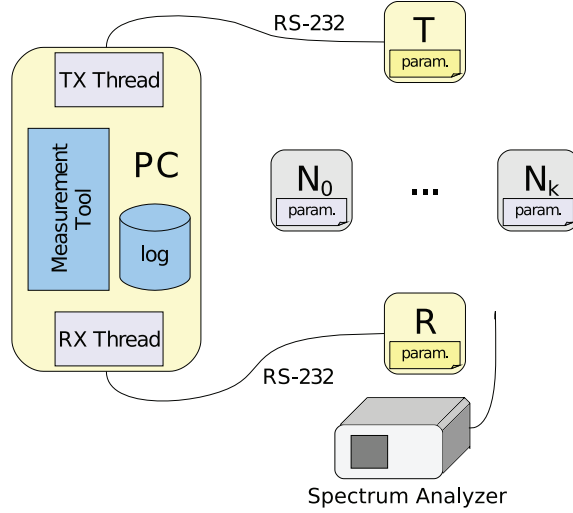 RS-232
T
param.
TX Thread
PC
Measurement
Tool
log
N0
param.
...
Nk
param.
RX Thread
R
param.
RS-232
Spectrum Analyzer